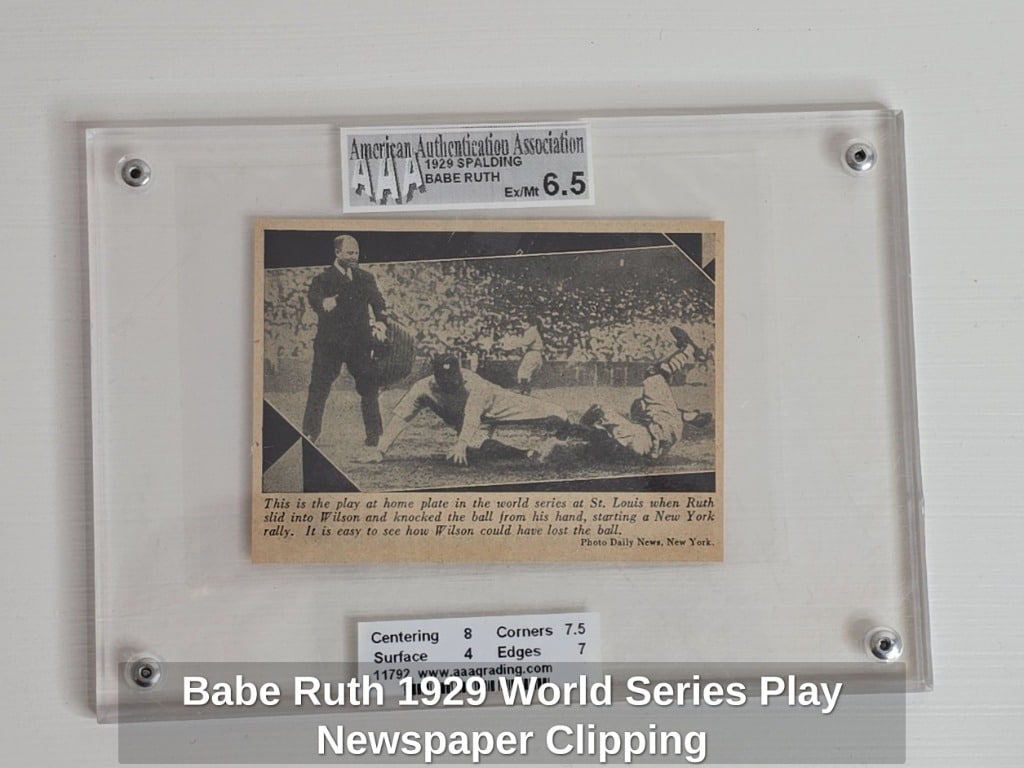 American Authentication Association
AAA
1929 SPALDING
BABE RUTH
Ex/Mt 6.5
This is the play at home plate in the world series at St. Louis when Ruth
slid into Wilson and knocked the ball from his hand, starting a New York
rally. It is easy to see how Wilson could have lost the ball.
Photo Daily News, New York.
Centering 8 Corners 7.5
Surface 4 Edges 7
11792 www.aaagrading.com
Babe Ruth 1929 World Series Play
Newspaper Clipping